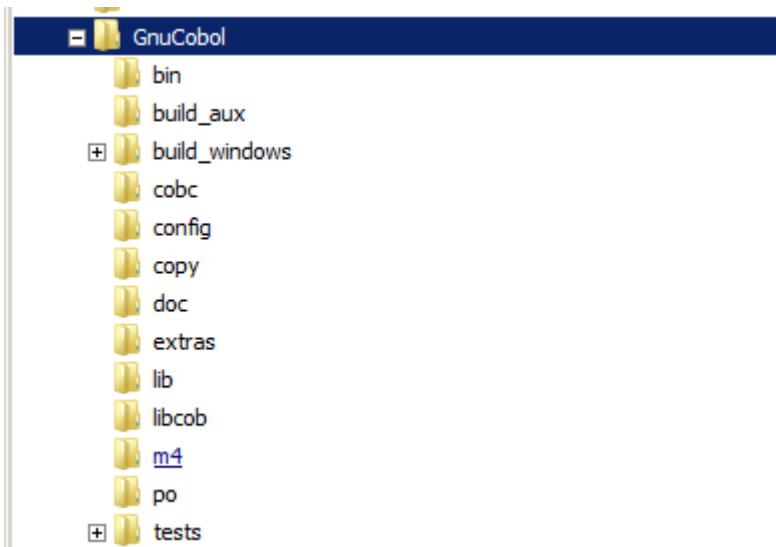 GnuCobol
bin
build_aux
build_windows
cobc
config
copy
doc
extras
lib
libcob
m4
po
tests